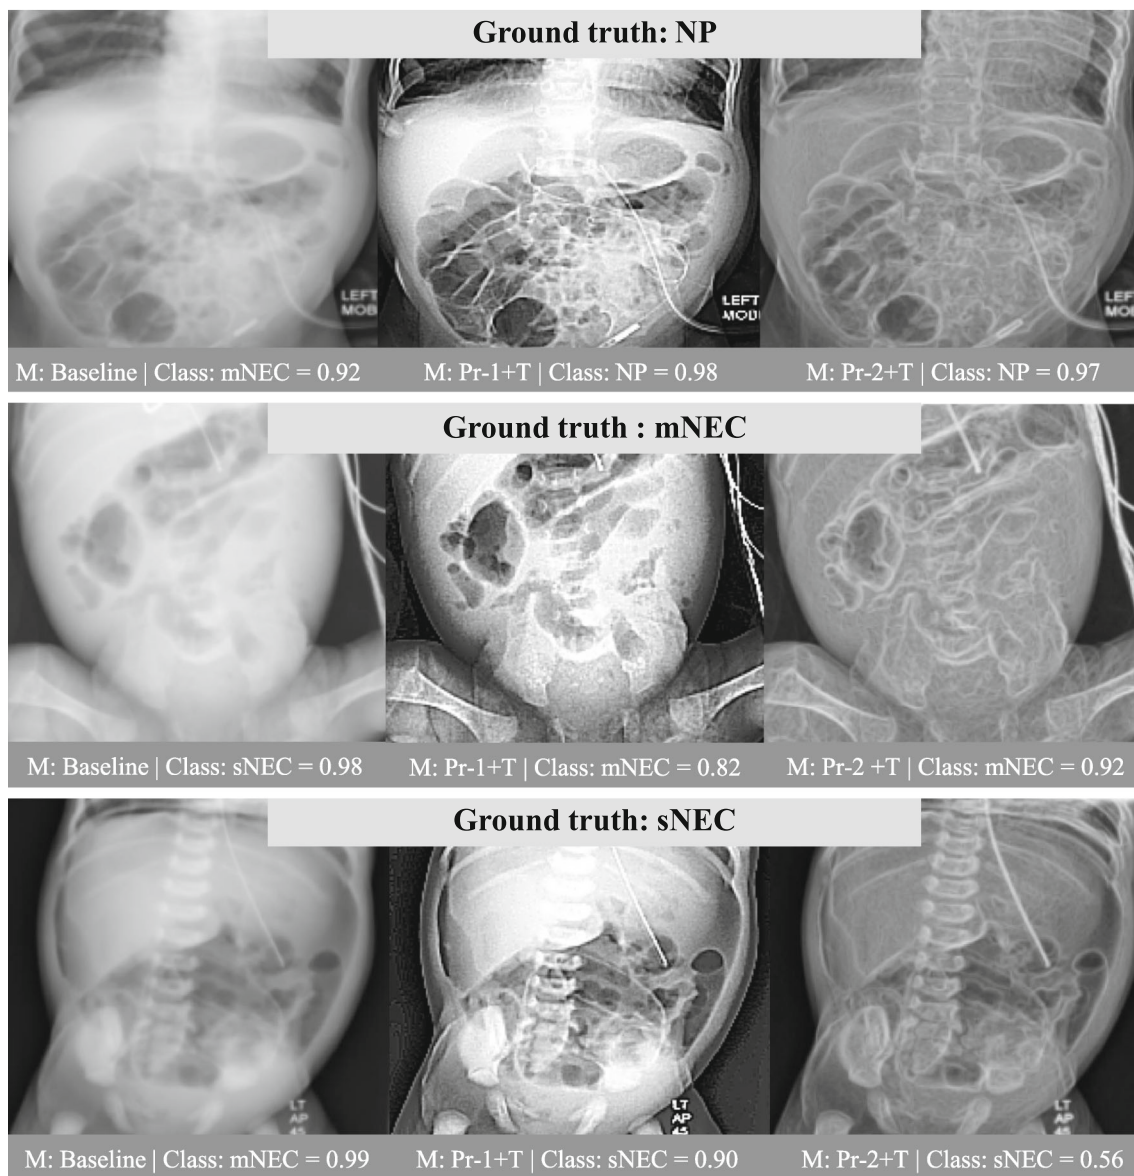 Ground truth: NP
LEFT
MOB
LEFT
MOBI
LEFT
MOB
M: Baseline | Class: mNEC = 0.92
M: Pr-1+T | Class: NP = 0.98
M: Pr-2+T | Class: NP = 0.97
Ground truth : mNEC
M: Baseline | Class: sNEC = 0.98
M: Pr-1+T | Class: mNEC = 0.82
M: Pr-2 +T | Class: mNEC = 0.92
Ground truth: sNEC
LT
AP
45
LT
AP
45
LT
AP
45
M: Baseline | Class: mNEC = 0.99
M: Pr-1+T | Class: sNEC = 0.90
M: Pr-2+T | Class: sNEC = 0.56